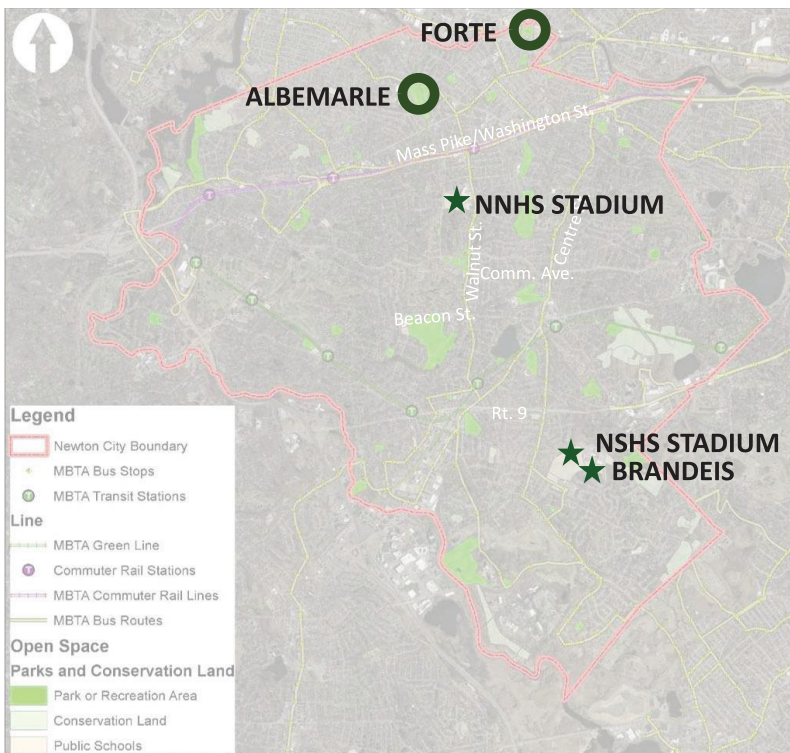 FORTE
ALBEMARLE
Mass Pike/Washington St.
NNHS STADIUM
Walnut St.
Centre
Comm. Ave.
Beacon St.
Rt. 9
NSHS STADIUM
BRANDEIS
Legend
Newton City Boundary
MBTA Bus Stops
T MBTA Transit Stations
Line
MBTA Green Line
T Commuter Rail Stations
MBTA Commuter Rail Lines
MBTA Bus Routes
Open Space
Parks and Conservation Land
Park or Recreation Area
Conservation Land
Public Schools